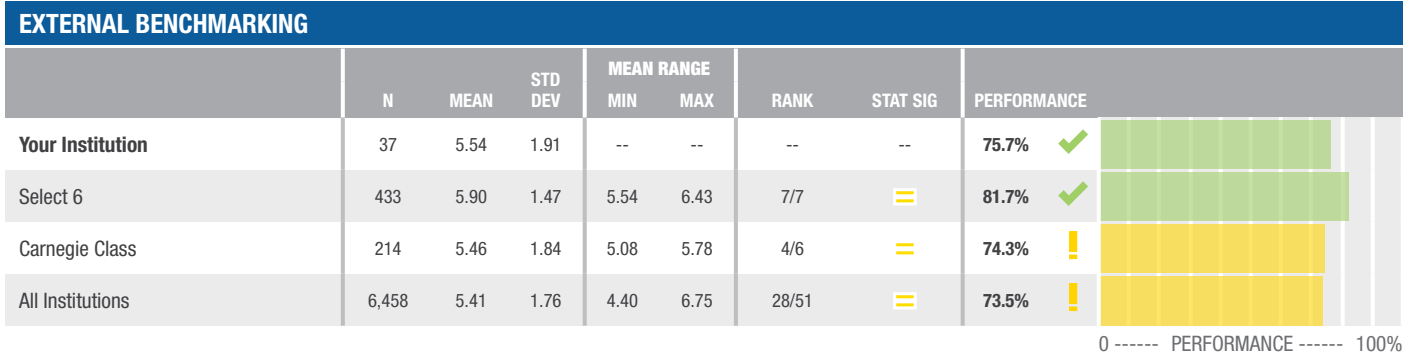 EXTERNAL BENCHMARKING
N MEAN STD DEV MEAN RANGE MIN MAX RANK STAT SIG PERFORMANCE
Your Institution 37 5.54 1.91 -- -- -- -- 75.7%
Select 6 433 5.90 1.47 5.54 6.43 7/7 = 81.7%
Carnegie Class 214 5.46 1.84 5.08 5.78 4/6 = 74.3% !
All Institutions 6,458 5.41 1.76 4.40 6.75 28/51 = 73.5% !
0 ------ PERFORMANCE ------ 100%